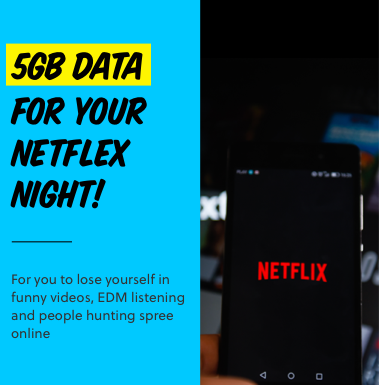 5GB DATA
FOR YOUR
NETFLEX
NIGHT!
For you to lose yourself in
funny videos, EDM listening
and people hunting spree
online
NETFLIX